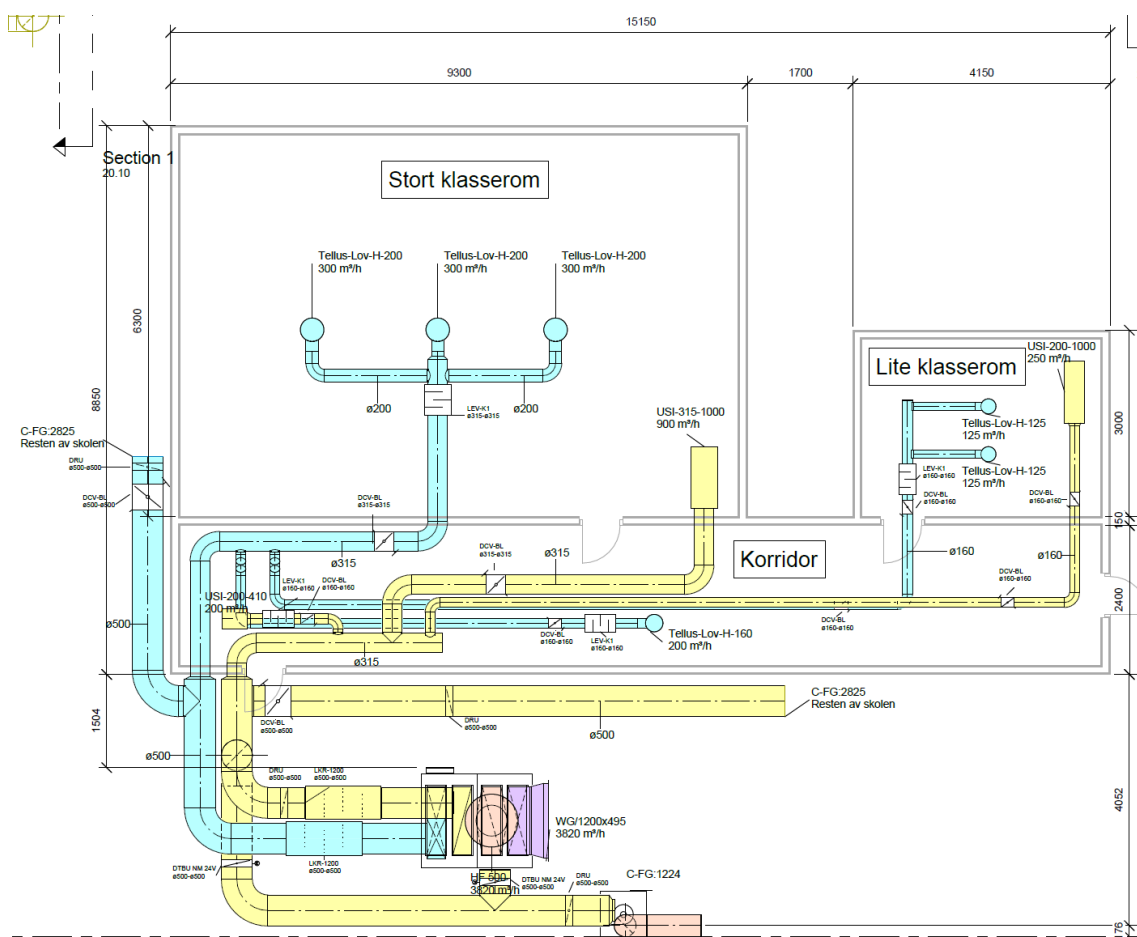 15150
9300
1700
4150
Section 1
20.10
Stort klasserom
Tellus-Lov-H-200
300 m³/h
Tellus-Lov-H-200
300 m³/h
Tellus-Lov-H-200
300 m³/h
6300
8850
ø200
ø200
LEV-K1
ø315-ø315
USI-315-1000
900 m³/h
USI-200-1000
250 m³/h
Lite klasserom
Tellus-Lov-H-125
125 m³/h
Tellus-Lov-H-125
125 m³/h
LEV-K1
ø160-ø160
DCV-BL
ø160-ø160
DCV-BL
ø160-ø160
3000
150
2400
C-FG:2825
Resten av skolen
DRU
ø500-ø500
DCV-BL
ø500-ø500
DCV-BL
ø315-ø315
ø315
DCV-BL
ø315-ø315
ø315
Korridor
ø160
ø160
DCV-BL
ø160-ø160
USI-200-410
200 m³/h
LEV-K1
ø160-ø160
DCV-BL
ø160-ø160
ø500
DCV-BL
ø160-ø160
LEV-K1
ø160-ø160
Tellus-Lov-H-160
200 m³/h
DCV-BL
ø160-ø160
ø315
1504
DCV-BL
ø500-ø500
DRU
ø500-ø500
ø500
C-FG:2825
Resten av skolen
ø500
DRU
ø500-ø500
LKR-1200
ø500-ø500
WG/1200x495
3820 m³/h
4052
DTBU NM 24V
ø500-ø500
LKR-1200
ø500-ø500
HF 500
3820 m³/h
DTBU NM 24V
ø500-ø500
DRU
ø500-ø500
C-FG:1224
76